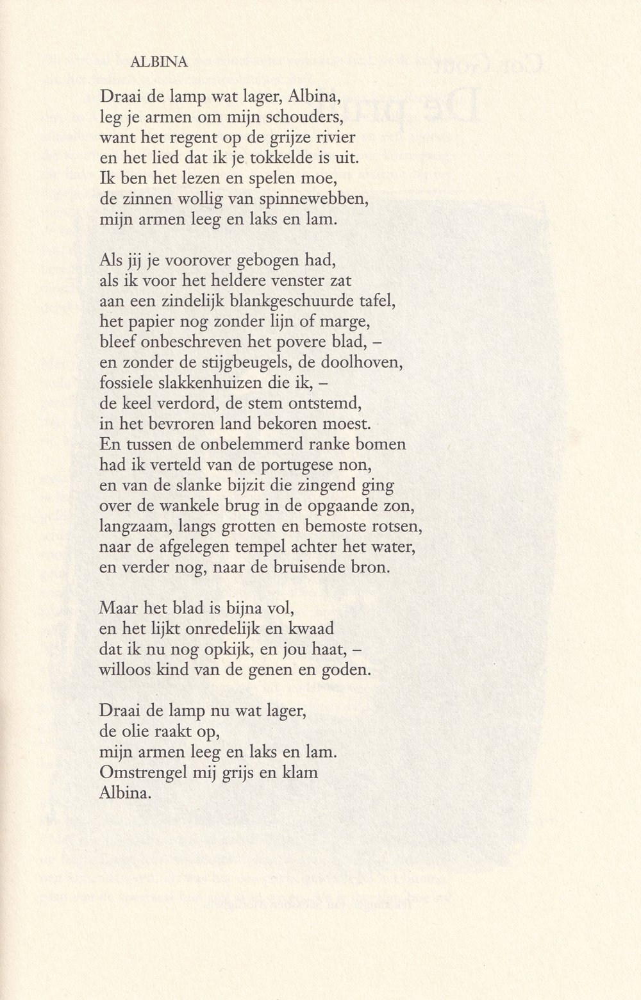 ALBINA
Draai de lamp wat lager, Albina,
leg je armen om mijn schouders,
want het regent op de grijze rivier
en het lied dat ik je tokkelde is uit.
Ik ben het lezen en spelen moe,
de zinnen wollig van spinnewebben,
mijn armen leeg en laks en lam.
Als jij je voorover gebogen had,
als ik voor het heldere venster zat
aan een zindelijk blankgeschuurde tafel,
het papier nog zonder lijn of marge,
bleef onbeschreven het povere blad, –
en zonder de stijgbeugels, de doolhoven,
fossiele slakkenhuizen die ik, –
de keel verdord, de stem ontstemd,
in het bevroren land bekoren moest.
En tussen de onbelemmerd ranke bomen
had ik verteld van de portugese non,
en van de slanke bijzit die zingend ging
over de wankele brug in de opgaande zon,
langzaam, langs grotten en bemoste rotsen,
naar de afgelegen tempel achter het water,
en verder nog, naar de bruisende bron.
Maar het blad is bijna vol,
en het lijkt onredelijk en kwaad
dat ik nu nog opkijk, en jou haat, –
willoos kind van de genen en goden.
Draai de lamp nu wat lager,
de olie raakt op,
mijn armen leeg en laks en lam.
Omstrengel mij grijs en klam
Albina.